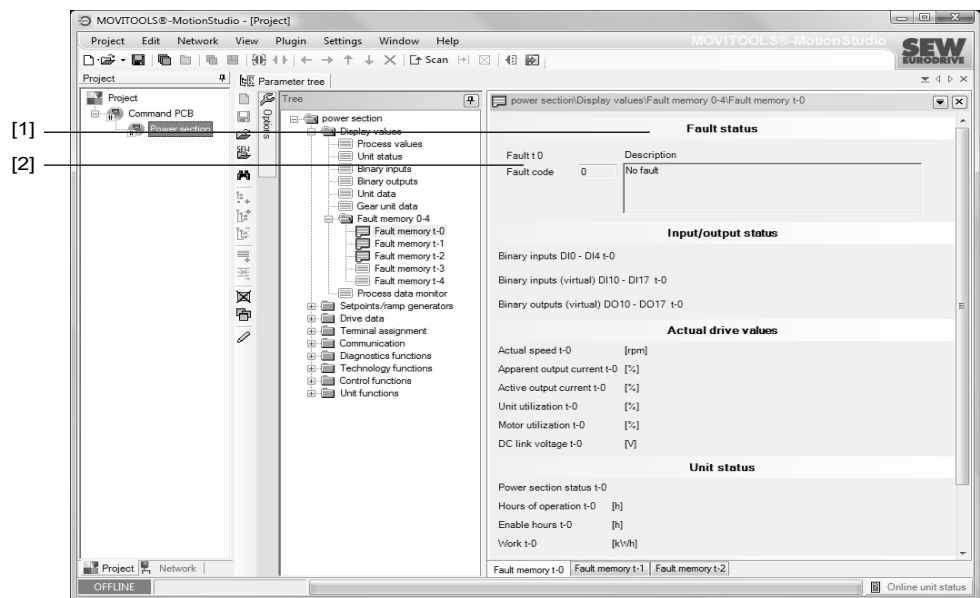 MOVITOOLS®-MotionStudio - [Project]
Project Edit Network View Plugin Settings Window Help
MOVITOOLS®-MotionStudio
SEW
EURODRIVE
Scan
Project
Parameter tree
Project
Command PCB
Power section
Options
Tree
power section
Display values
Process values
Unit status
Binary inputs
Binary outputs
Unit data
Gear unit data
Fault memory 0-4
Fault memory t-0
Fault memory t-1
Fault memory t-2
Fault memory t-3
Fault memory t-4
Process data monitor
Setpoints/ramp generators
Drive data
Terminal assignment
Communication
Diagnostics functions
Technology functions
Control functions
Unit functions
power section\Display values\Fault memory 0-4\Fault memory t-0
[1]
Fault status
[2]
Fault t 0 Description
Fault code 0 No fault
Input/output status
Binary inputs DI0 - DI4 t-0
Binary inputs (virtual) DI10 - DI17 t-0
Binary outputs (virtual) DO10 - DO17 t-0
Actual drive values
Actual speed t-0 [rpm]
Apparent output current t-0 [%]
Active output current t-0 [%]
Unit utilization t-0 [%]
Motor utilization t-0 [%]
DC link voltage t-0 [V]
Unit status
Power section status t-0
Hours of operation t-0 [h]
Enable hours t-0 [h]
Work t-0 [kWh]
Project Network
Fault memory t-0 Fault memory t-1 Fault memory t-2
OFFLINE
Online unit status